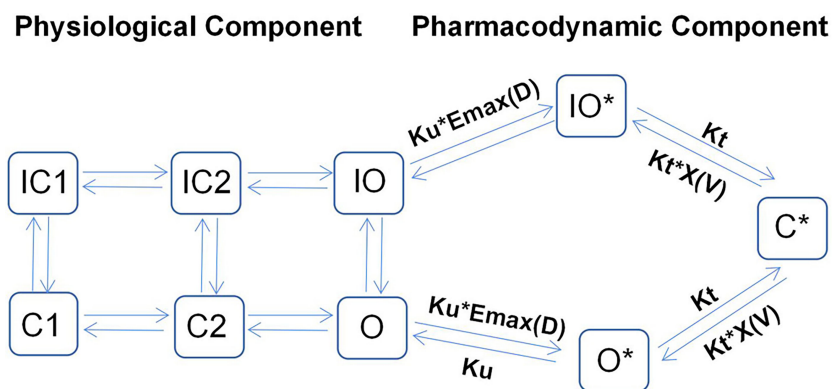 Physiological Component
Pharmacodynamic Component
IO*
Ku*Emax(D)
Kt
Kt*X(V)
IC1
IC2
IO
C*
C1
C2
O
Ku*Emax(D)
Ku
O*
Kt
Kt*X(V)